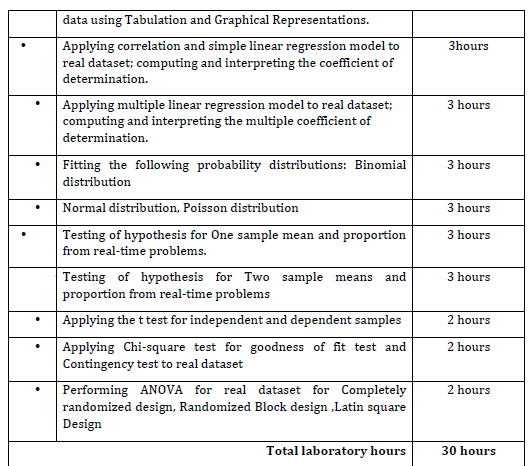 data using Tabulation and Graphical Representations.
• Applying correlation and simple linear regression model to 3hours
real dataset; computing and interpreting the coefficient of
determination.
• Applying multiple linear regression model to real dataset; 3 hours
computing and interpreting the multiple coefficient of
determination.
• Fitting the following probability distributions: Binomial 3 hours
distribution
• Normal distribution, Poisson distribution 3 hours
• Testing of hypothesis for One sample mean and proportion 3 hours
from real-time problems.
Testing of hypothesis for Two sample means and 3 hours
proportion from real-time problems
• Applying the t test for independent and dependent samples 2 hours
• Applying Chi-square test for goodness of fit test and 2 hours
Contingency test to real dataset
• Performing ANOVA for real dataset for Completely 2 hours
randomized design, Randomized Block design ,Latin square
Design
Total laboratory hours 30 hours